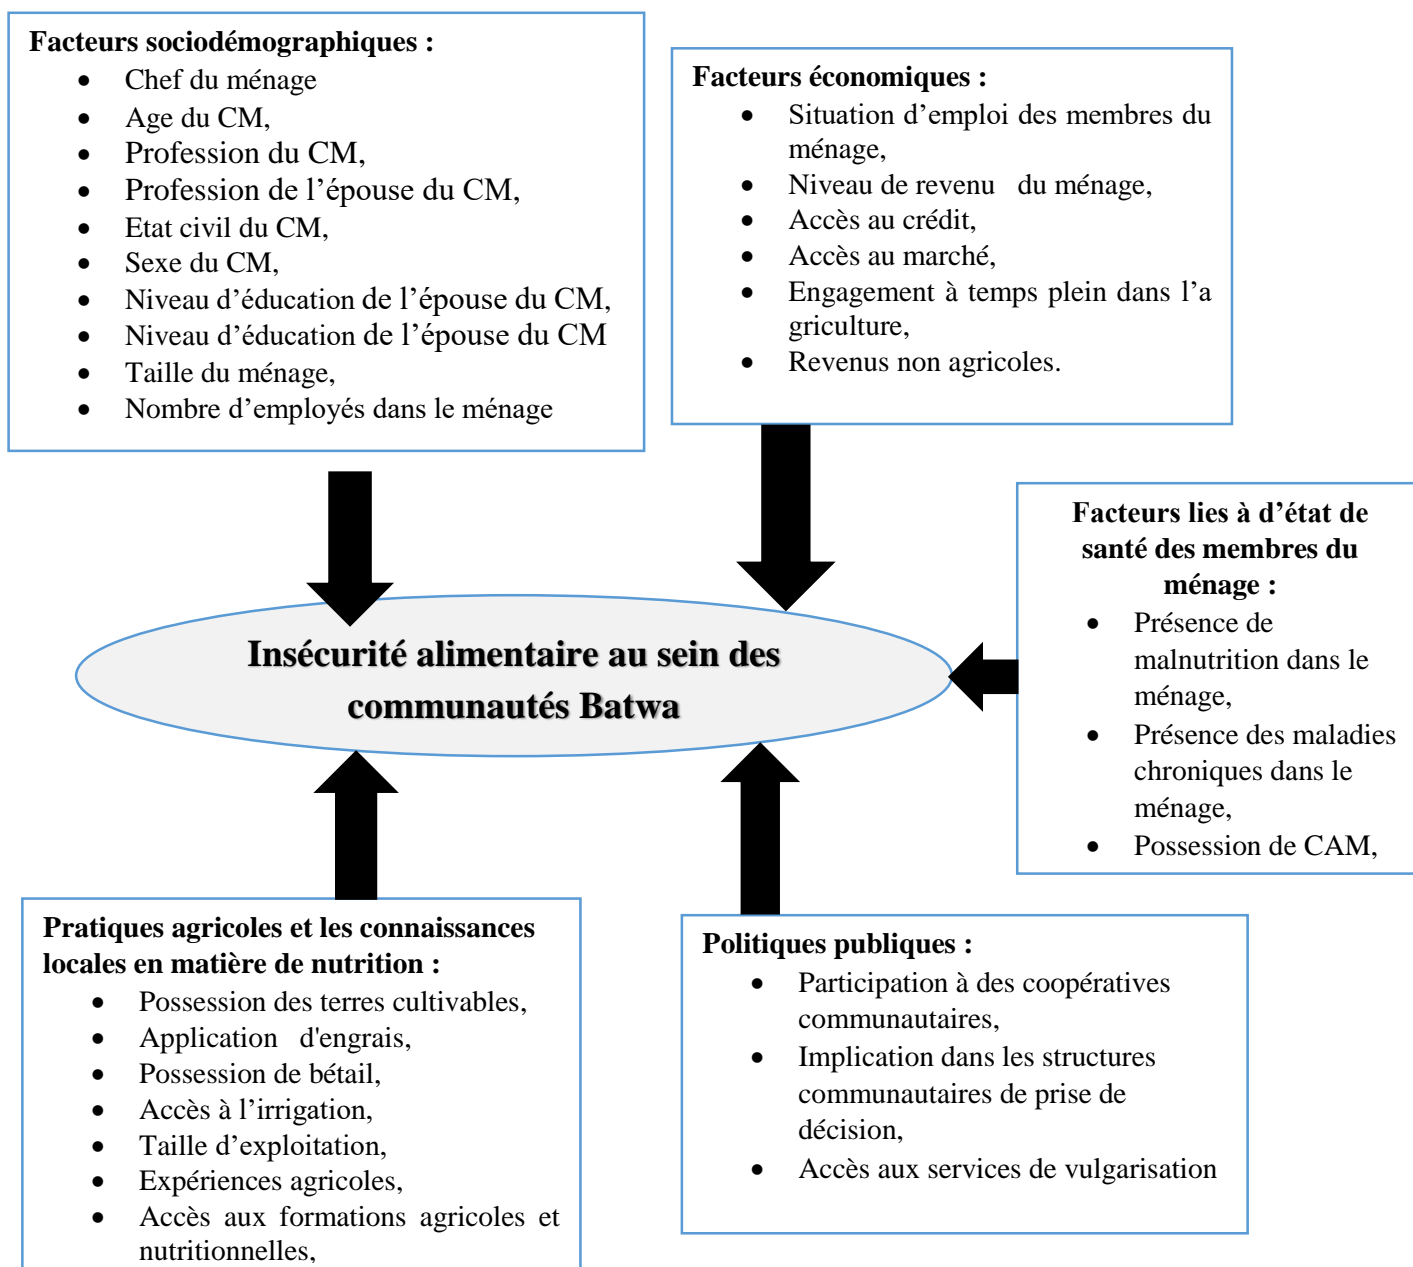 Facteurs sociodémographiques :
• Chef du ménage
• Age du CM,
• Profession du CM,
• Profession de l’épouse du CM,
• Etat civil du CM,
• Sexe du CM,
• Niveau d’éducation de l’épouse du CM,
• Niveau d’éducation de l’épouse du CM
• Taille du ménage,
• Nombre d’employés dans le ménage
Facteurs économiques :
• Situation d’emploi des membres du
ménage,
• Niveau de revenu du ménage,
• Accès au crédit,
• Accès au marché,
• Engagement à temps plein dans l’a
griculture,
• Revenus non agricoles.
Facteurs lies à d’état de
santé des membres du
ménage :
• Présence de
malnutrition dans le
ménage,
• Présence des maladies
chroniques dans le
ménage,
• Possession de CAM,
Insécurité alimentaire au sein des
communautés Batwa
Pratiques agricoles et les connaissances
locales en matière de nutrition :
• Possession des terres cultivables,
• Application d'engrais,
• Possession de bétail,
• Accès à l’irrigation,
• Taille d’exploitation,
• Expériences agricoles,
• Accès aux formations agricoles et
nutritionnelles,
Politiques publiques :
• Participation à des coopératives
communautaires,
• Implication dans les structures
communautaires de prise de
décision,
• Accès aux services de vulgarisation